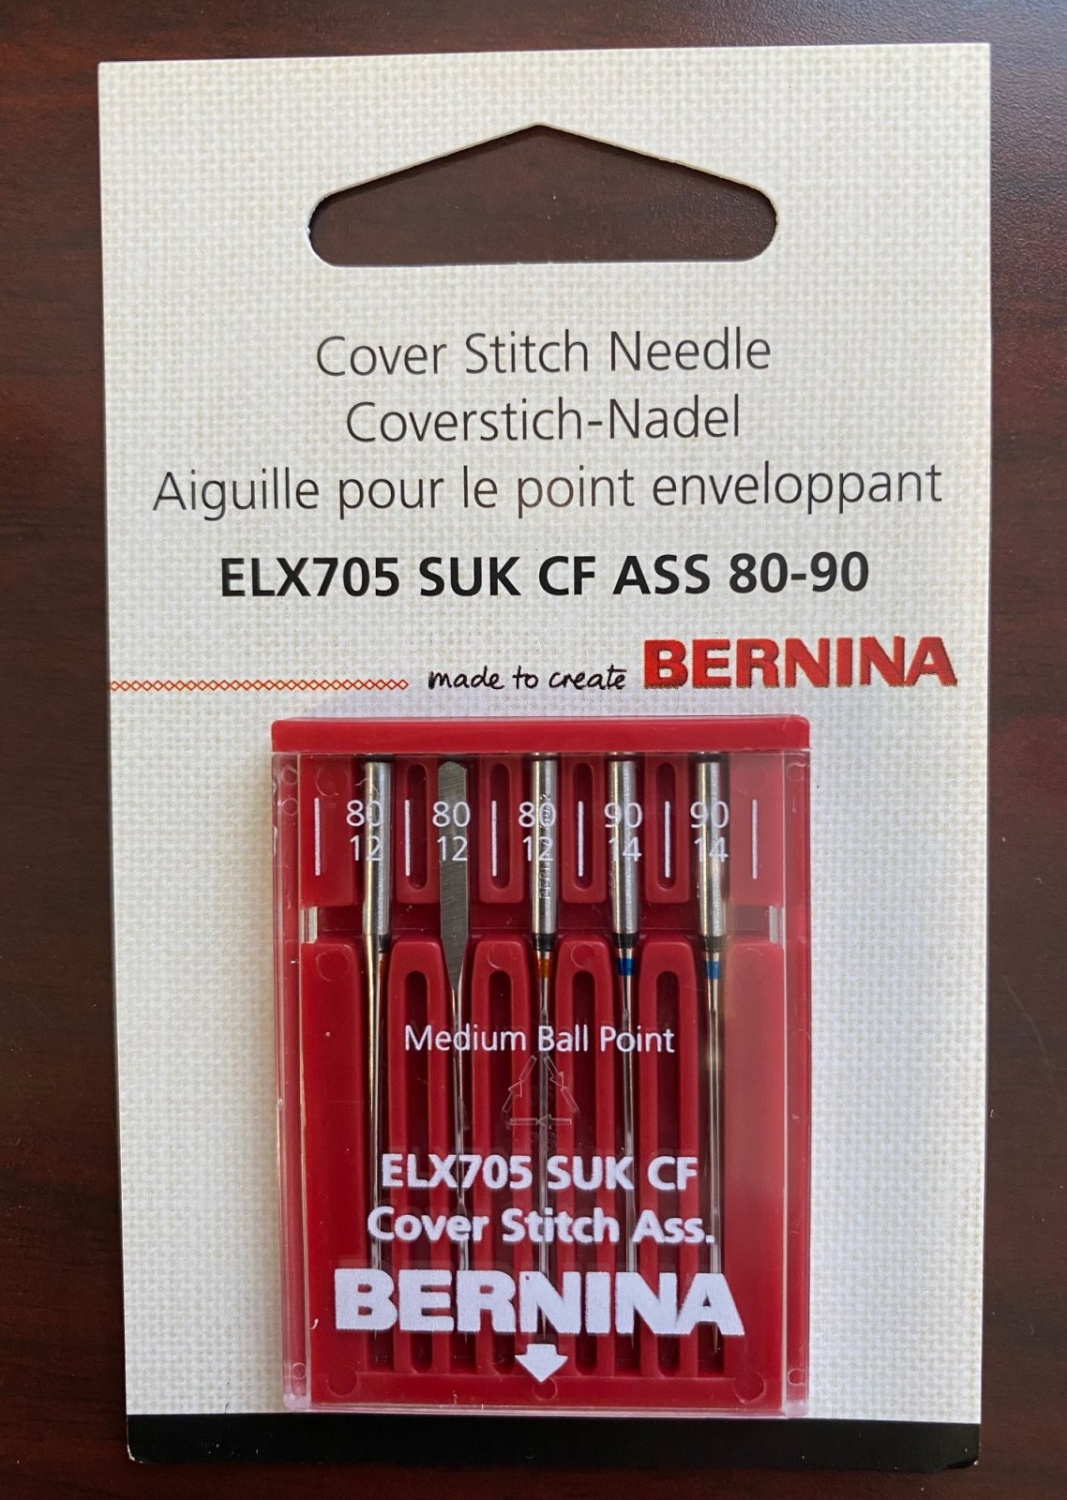 Cover Stitch Needle
Coverstich-Nadel
Aiguille pour le point enveloppant
ELX705 SUK CF ASS 80-90
made to create BERNINA
80 80 80 90 90
12 12 12 14 14
Medium Ball Point
ELX705 SUK CF
Cover Stitch Ass.
BERNINA